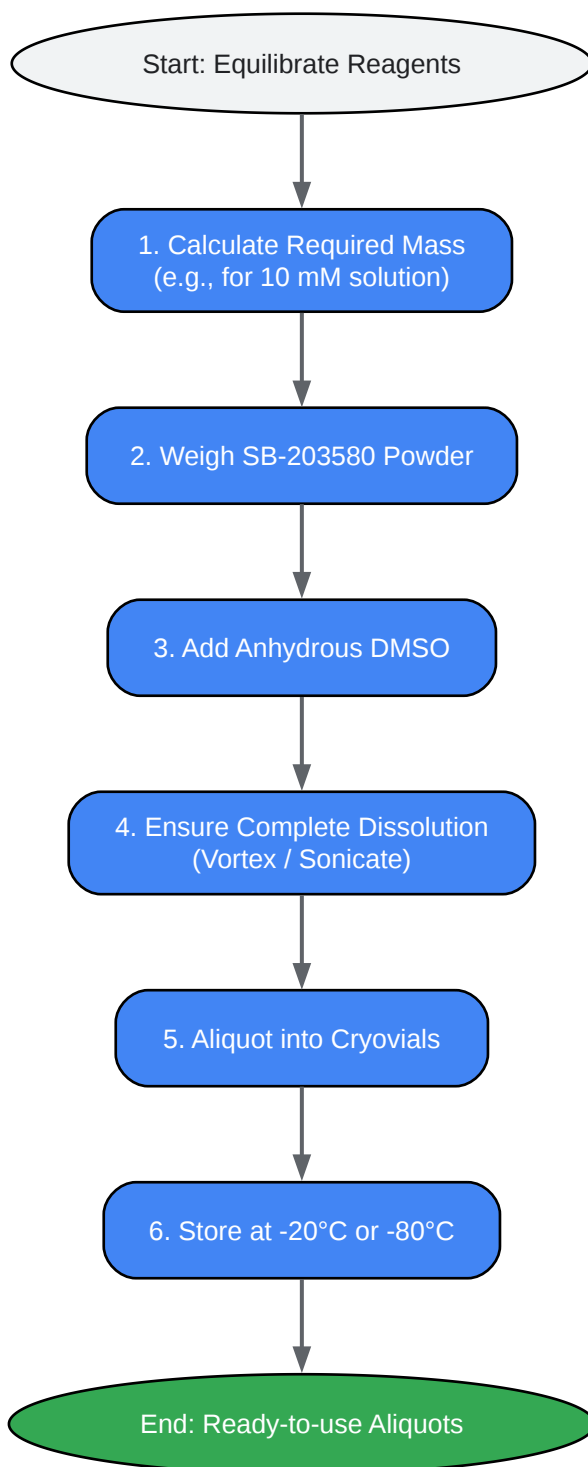 Start: Equilibrate Reagents
1. Calculate Required Mass
(e.g., for 10 mM solution)
2. Weigh SB-203580 Powder
3. Add Anhydrous DMSO
4. Ensure Complete Dissolution
(Vortex / Sonicate)
5. Aliquot into Cryovials
6. Store at -20°C or -80°C
End: Ready-to-use Aliquots